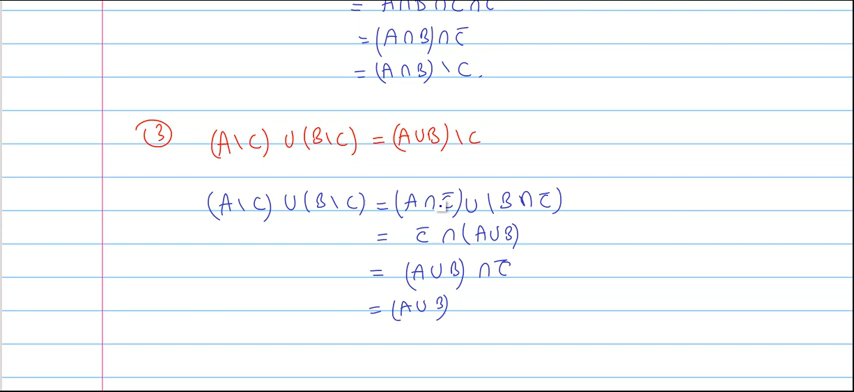 = A∩B∩C̅∩C̅
= (A∩B)∩C̅
= (A∩B)\C.
③ (A\C) ∪ (B\C) = (A∪B)\C
(A\C) ∪ (B\C) = (A∩C̅)∪(B∩C̅)
= C̅ ∩ (A∪B)
= (A∪B) ∩C̅
= (A∪B)